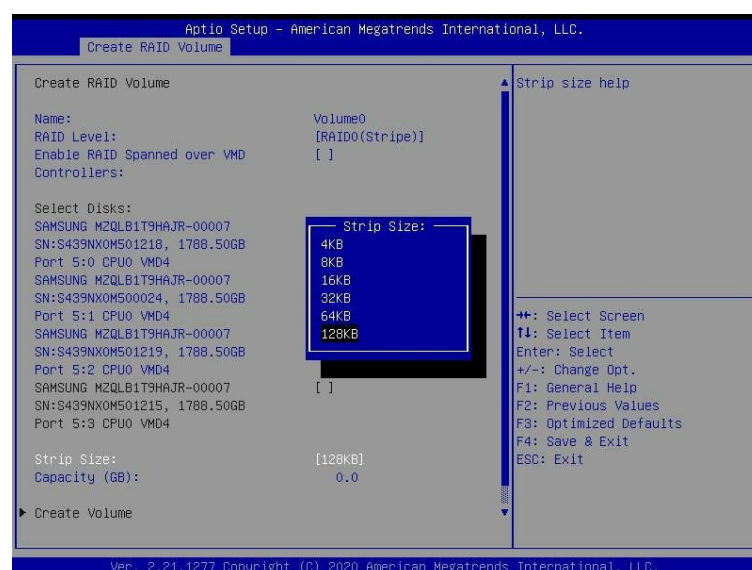 Aptio Setup – American Megatrends International, LLC.
Create RAID Volume
Create RAID Volume
Name: Volume0
RAID Level: [RAID0(Stripe)]
Enable RAID Spanned over VMD [ ]
Controllers:
Select Disks:
SAMSUNG MZQLB1T9HAJR-00007
SN:S439NX0M501218, 1788.50GB
Port 5:0 CPU0 VMD4
SAMSUNG MZQLB1T9HAJR-00007
SN:S439NX0M500024, 1788.50GB
Port 5:1 CPU0 VMD4
SAMSUNG MZQLB1T9HAJR-00007
SN:S439NX0M501219, 1788.50GB
Port 5:2 CPU0 VMD4
SAMSUNG MZQLB1T9HAJR-00007 [ ]
SN:S439NX0M501215, 1788.50GB
Port 5:3 CPU0 VMD4
Strip Size: [128KB]
Capacity (GB): 0.0
Create Volume
Strip Size:
4KB
8KB
16KB
32KB
64KB
128KB
Strip size help
→←: Select Screen
↑↓: Select Item
Enter: Select
+/-: Change Opt.
F1: General Help
F2: Previous Values
F3: Optimized Defaults
F4: Save & Exit
ESC: Exit
Ver. 2.21.1277 Copyright (C) 2020 American Megatrends International, LLC.